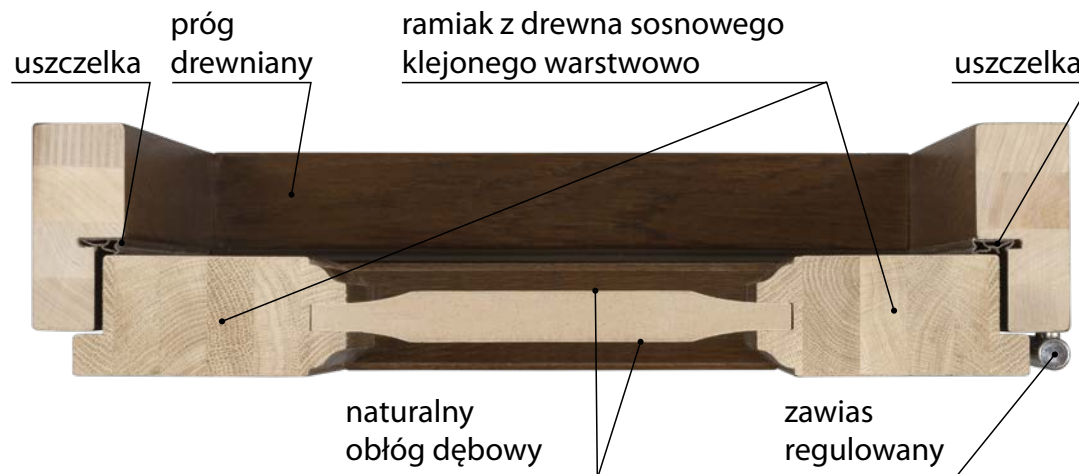 uszczelka
próg
drewniany
ramiak z drewna sosnowego
klejonego warstwowo
uszczelka
naturalny
obłóg dębowy
zawias
regulowany